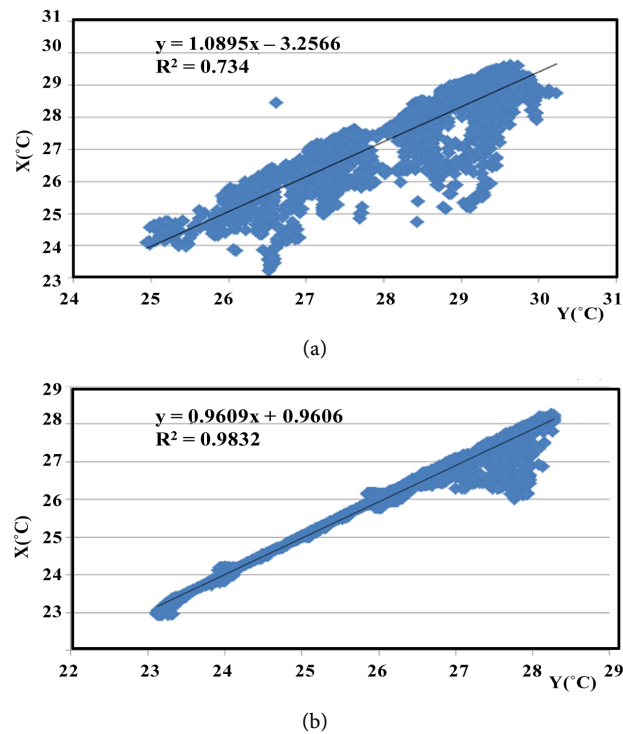 31
30
29
28
27
26
25
24
23
X(°C)
y = 1.0895x – 3.2566
R² = 0.734
24 25 26 27 28 29 30 31
Y(°C)
(a)
29
28
27
26
25
24
23
X(°C)
y = 0.9609x + 0.9606
R² = 0.9832
22 23 24 25 26 27 28 29
Y(°C)
(b)